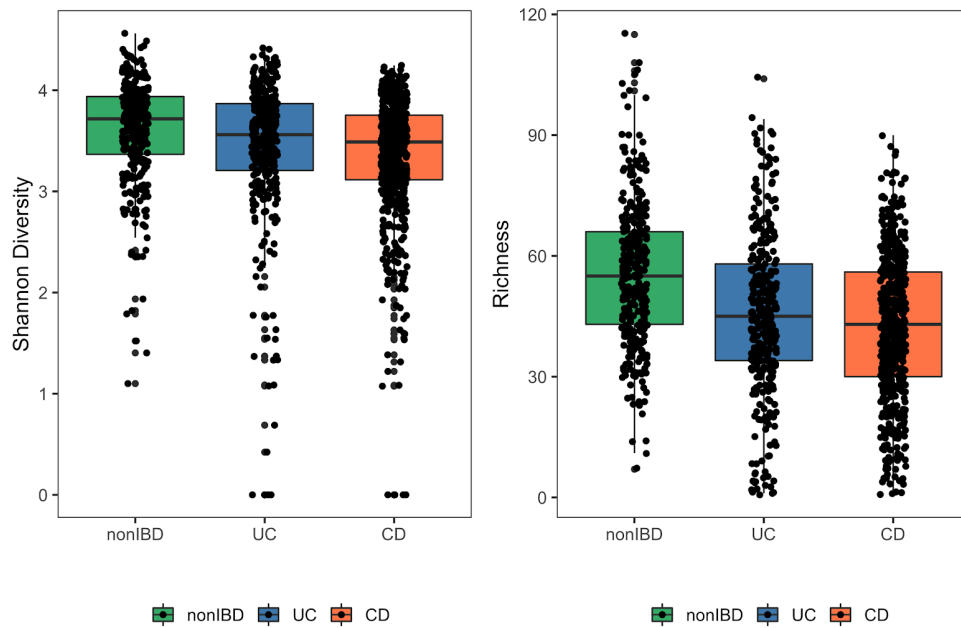 Shannon Diversity
4
3
2
1
0
nonIBD UC CD
nonIBD UC CD
Richness
120
90
60
30
0
nonIBD UC CD
nonIBD UC CD